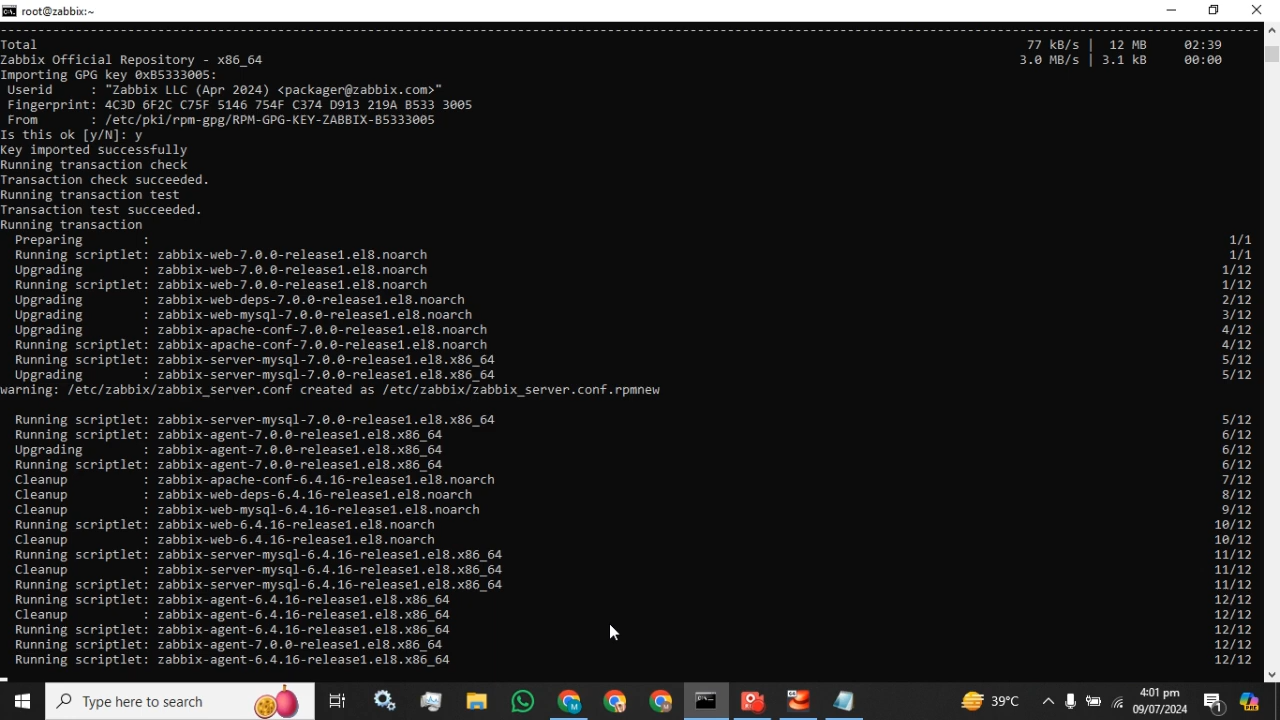 root@zabbix:~
Total 77 kB/s | 12 MB 02:39
Zabbix Official Repository - x86_64 3.0 MB/s | 3.1 kB 00:00
Importing GPG key 0xB5333005:
Userid : "Zabbix LLC (Apr 2024) <packager@zabbix.com>"
Fingerprint: 4C3D 6F2C C75F 5146 754F C374 D913 219A B533 3005
From : /etc/pki/rpm-gpg/RPM-GPG-KEY-ZABBIX-B5333005
Is this ok [y/N]: y
Key imported successfully
Running transaction check
Transaction check succeeded.
Running transaction test
Transaction test succeeded.
Running transaction
Preparing : 1/1
Running scriptlet: zabbix-web-7.0.0-release1.el8.noarch 1/1
Upgrading : zabbix-web-7.0.0-release1.el8.noarch 1/12
Running scriptlet: zabbix-web-7.0.0-release1.el8.noarch 1/12
Upgrading : zabbix-web-deps-7.0.0-release1.el8.noarch 2/12
Upgrading : zabbix-web-mysql-7.0.0-release1.el8.noarch 3/12
Upgrading : zabbix-apache-conf-7.0.0-release1.el8.noarch 4/12
Running scriptlet: zabbix-apache-conf-7.0.0-release1.el8.noarch 4/12
Running scriptlet: zabbix-server-mysql-7.0.0-release1.el8.x86_64 5/12
Upgrading : zabbix-server-mysql-7.0.0-release1.el8.x86_64 5/12
warning: /etc/zabbix/zabbix_server.conf created as /etc/zabbix/zabbix_server.conf.rpmnew
Running scriptlet: zabbix-server-mysql-7.0.0-release1.el8.x86_64 5/12
Running scriptlet: zabbix-agent-7.0.0-release1.el8.x86_64 6/12
Upgrading : zabbix-agent-7.0.0-release1.el8.x86_64 6/12
Running scriptlet: zabbix-agent-7.0.0-release1.el8.x86_64 6/12
Cleanup : zabbix-apache-conf-6.4.16-release1.el8.noarch 7/12
Cleanup : zabbix-web-deps-6.4.16-release1.el8.noarch 8/12
Cleanup : zabbix-web-mysql-6.4.16-release1.el8.noarch 9/12
Running scriptlet: zabbix-web-6.4.16-release1.el8.noarch 10/12
Cleanup : zabbix-web-6.4.16-release1.el8.noarch 10/12
Running scriptlet: zabbix-server-mysql-6.4.16-release1.el8.x86_64 11/12
Cleanup : zabbix-server-mysql-6.4.16-release1.el8.x86_64 11/12
Running scriptlet: zabbix-server-mysql-6.4.16-release1.el8.x86_64 11/12
Running scriptlet: zabbix-agent-6.4.16-release1.el8.x86_64 12/12
Cleanup : zabbix-agent-6.4.16-release1.el8.x86_64 12/12
Running scriptlet: zabbix-agent-6.4.16-release1.el8.x86_64 12/12
Running scriptlet: zabbix-agent-7.0.0-release1.el8.x86_64 12/12
Running scriptlet: zabbix-agent-6.4.16-release1.el8.x86_64 12/12
Type here to search
39°C
4:01 pm
09/07/2024
1
PRE